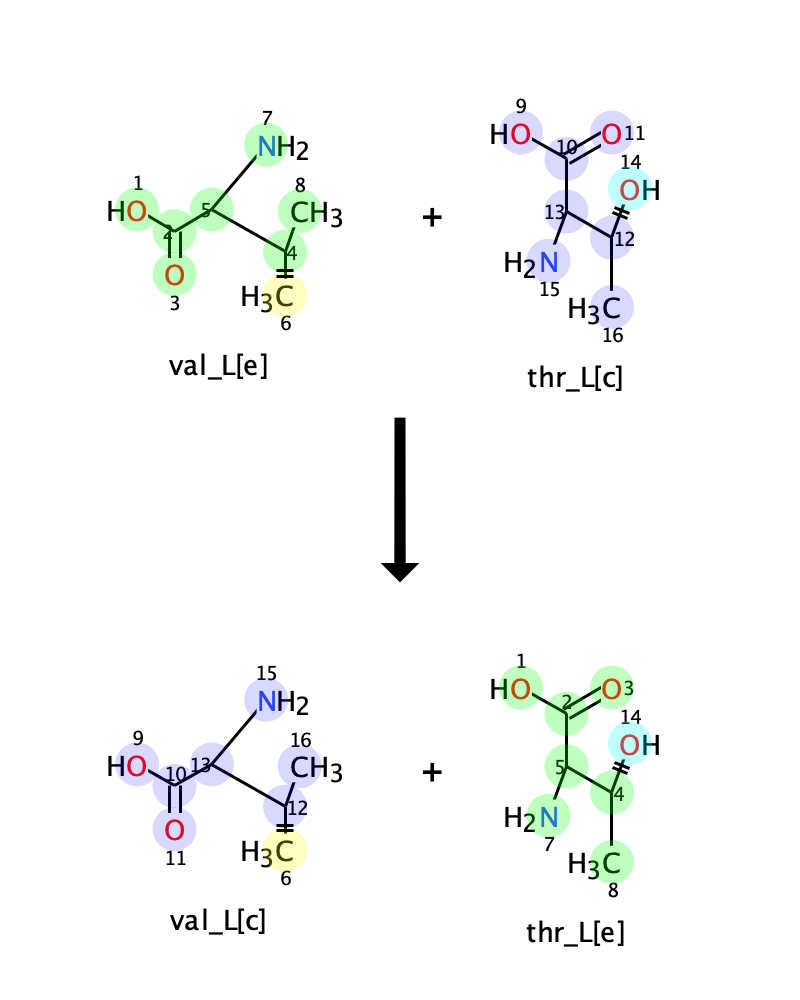 7
NH2
1
HO
2
5
8
CH3
4
O
3
H3C
6
val_L[e]
+
9
HO
10
O11
14
OH
13
12
H2N
15
H3C
16
thr_L[c]
15
NH2
9
HO
10
13
16
CH3
12
O
11
H3C
6
val_L[c]
+
1
HO
2
O3
14
OH
5
4
H2N
7
H3C
8
thr_L[e]